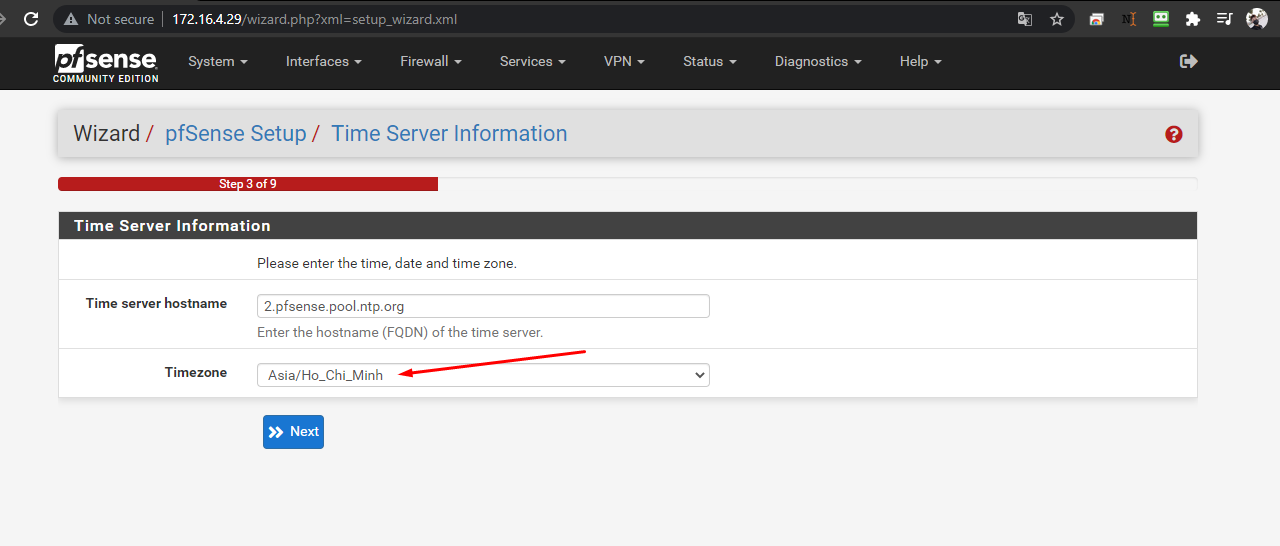 Not secure | 172.16.4.29/wizard.php?xml=setup_wizard.xml
pfsense
COMMUNITY EDITION
System Interfaces Firewall Services VPN Status Diagnostics Help
Wizard / pfSense Setup / Time Server Information
Step 3 of 9
Time Server Information
Please enter the time, date and time zone.
Time server hostname
2.pfsense.pool.ntp.org
Enter the hostname (FQDN) of the time server.
Timezone
Asia/Ho_Chi_Minh
Next